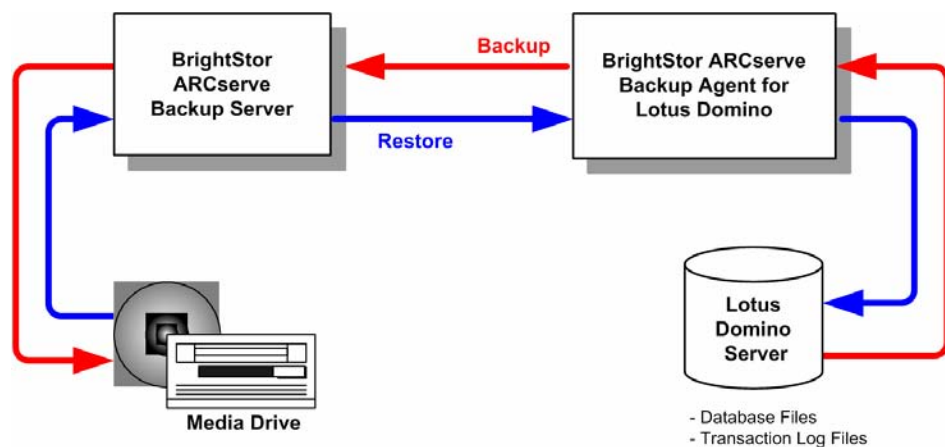 BrightStor
ARCserve
Backup Server
Backup
Restore
BrightStor ARCserve
Backup Agent for
Lotus Domino
Lotus
Domino
Server
Media Drive
- Database Files
- Transaction Log Files